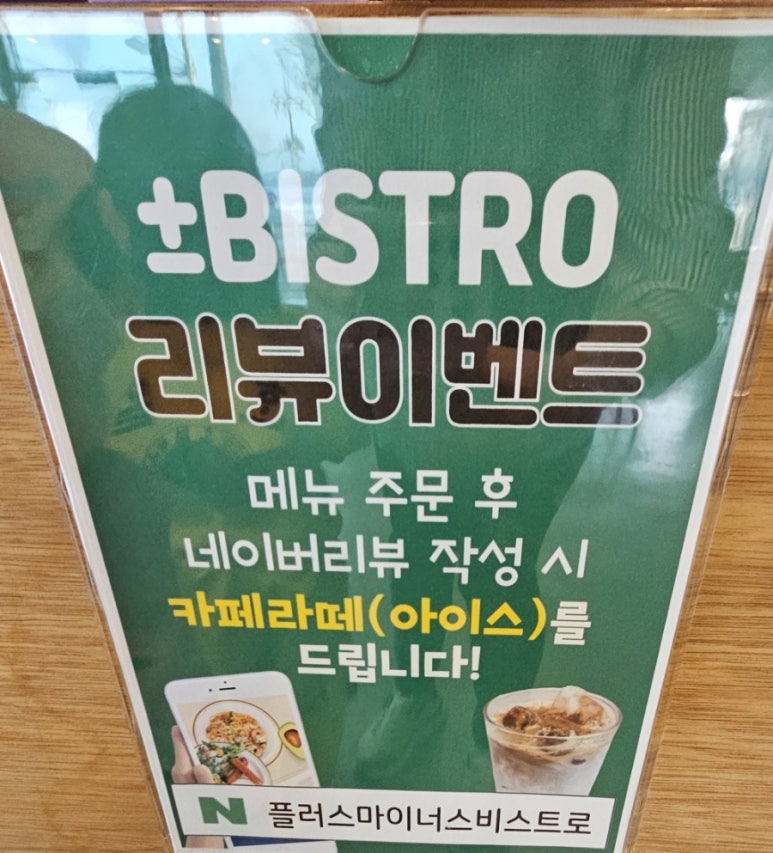 ±BISTRO
리뷰이벤트
메뉴 주문 후
네이버리뷰 작성 시
카페라떼(아이스)를
드립니다!
N 플러스마이너스비스트로